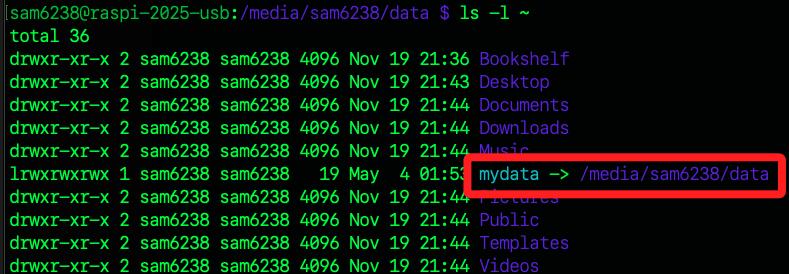 sam6238@raspi-2025-usb:/media/sam6238/data $ ls -l ~
total 36
drwxr-xr-x 2 sam6238 sam6238 4096 Nov 19 21:36 Bookshelf
drwxr-xr-x 2 sam6238 sam6238 4096 Nov 19 21:43 Desktop
drwxr-xr-x 2 sam6238 sam6238 4096 Nov 19 21:44 Documents
drwxr-xr-x 2 sam6238 sam6238 4096 Nov 19 21:44 Downloads
drwxr-xr-x 2 sam6238 sam6238 4096 Nov 19 21:44 Music
lrwxrwxrwx 1 sam6238 sam6238   19 May  4 01:53 mydata -> /media/sam6238/data
drwxr-xr-x 2 sam6238 sam6238 4096 Nov 19 21:44 Pictures
drwxr-xr-x 2 sam6238 sam6238 4096 Nov 19 21:44 Public
drwxr-xr-x 2 sam6238 sam6238 4096 Nov 19 21:44 Templates
drwxr-xr-x 2 sam6238 sam6238 4096 Nov 19 21:44 Videos